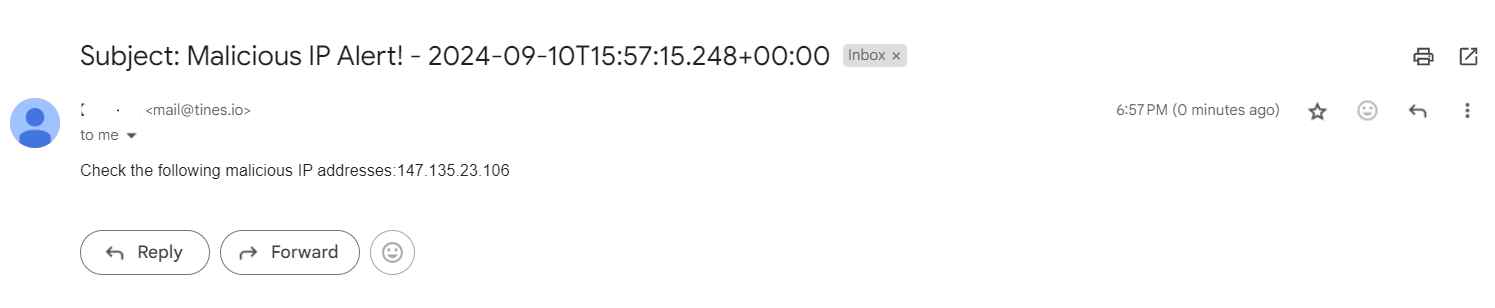 Subject: Malicious IP Alert! - 2024-09-10T15:57:15.248+00:00 Inbox ×
<mail@tines.io> 6:57 PM (0 minutes ago)
to me
Check the following malicious IP addresses:147.135.23.106
Reply Forward